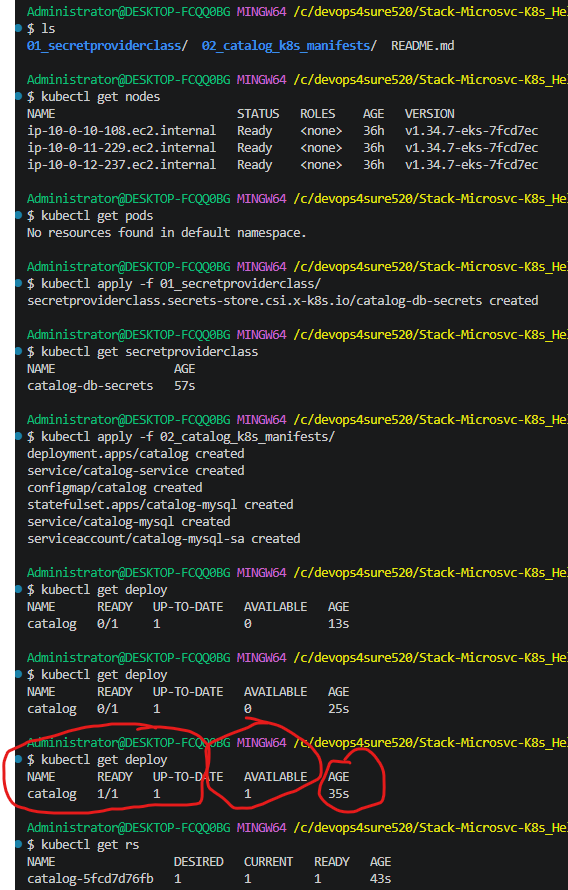 Administrator@DESKTOP-FCQQ0BG MINGW64 /c/devops4sure520/Stack-Microsvc-K8s_Hel
$ ls
01_secretproviderclass/  02_catalog_k8s_manifests/  README.md
Administrator@DESKTOP-FCQQ0BG MINGW64 /c/devops4sure520/Stack-Microsvc-K8s_Hel
$ kubectl get nodes
NAME                          STATUS   ROLES    AGE   VERSION
ip-10-0-10-108.ec2.internal   Ready    <none>   36h   v1.34.7-eks-7fcd7ec
ip-10-0-11-229.ec2.internal   Ready    <none>   36h   v1.34.7-eks-7fcd7ec
ip-10-0-12-237.ec2.internal   Ready    <none>   36h   v1.34.7-eks-7fcd7ec
Administrator@DESKTOP-FCQQ0BG MINGW64 /c/devops4sure520/Stack-Microsvc-K8s_Hel
$ kubectl get pods
No resources found in default namespace.
Administrator@DESKTOP-FCQQ0BG MINGW64 /c/devops4sure520/Stack-Microsvc-K8s_Hel
$ kubectl apply -f 01_secretproviderclass/
secretproviderclass.secrets-store.csi.x-k8s.io/catalog-db-secrets created
Administrator@DESKTOP-FCQQ0BG MINGW64 /c/devops4sure520/Stack-Microsvc-K8s_Hel
$ kubectl get secretproviderclass
NAME                 AGE
catalog-db-secrets   57s
Administrator@DESKTOP-FCQQ0BG MINGW64 /c/devops4sure520/Stack-Microsvc-K8s_Hel
$ kubectl apply -f 02_catalog_k8s_manifests/
deployment.apps/catalog created
service/catalog-service created
configmap/catalog created
statefulset.apps/catalog-mysql created
service/catalog-mysql created
serviceaccount/catalog-mysql-sa created
Administrator@DESKTOP-FCQQ0BG MINGW64 /c/devops4sure520/Stack-Microsvc-K8s_Hel
$ kubectl get deploy
NAME      READY   UP-TO-DATE   AVAILABLE   AGE
catalog   0/1     1            0           13s
Administrator@DESKTOP-FCQQ0BG MINGW64 /c/devops4sure520/Stack-Microsvc-K8s_Hel
$ kubectl get deploy
NAME      READY   UP-TO-DATE   AVAILABLE   AGE
catalog   0/1     1            0           25s
Administrator@DESKTOP-FCQQ0BG MINGW64 /c/devops4sure520/Stack-Microsvc-K8s_Hel
$ kubectl get deploy
NAME      READY   UP-TO-DATE   AVAILABLE   AGE
catalog   1/1     1            1           35s
Administrator@DESKTOP-FCQQ0BG MINGW64 /c/devops4sure520/Stack-Microsvc-K8s_Hel
$ kubectl get rs
NAME                 DESIRED   CURRENT   READY   AGE
catalog-5fcd7d76fb   1         1         1       43s